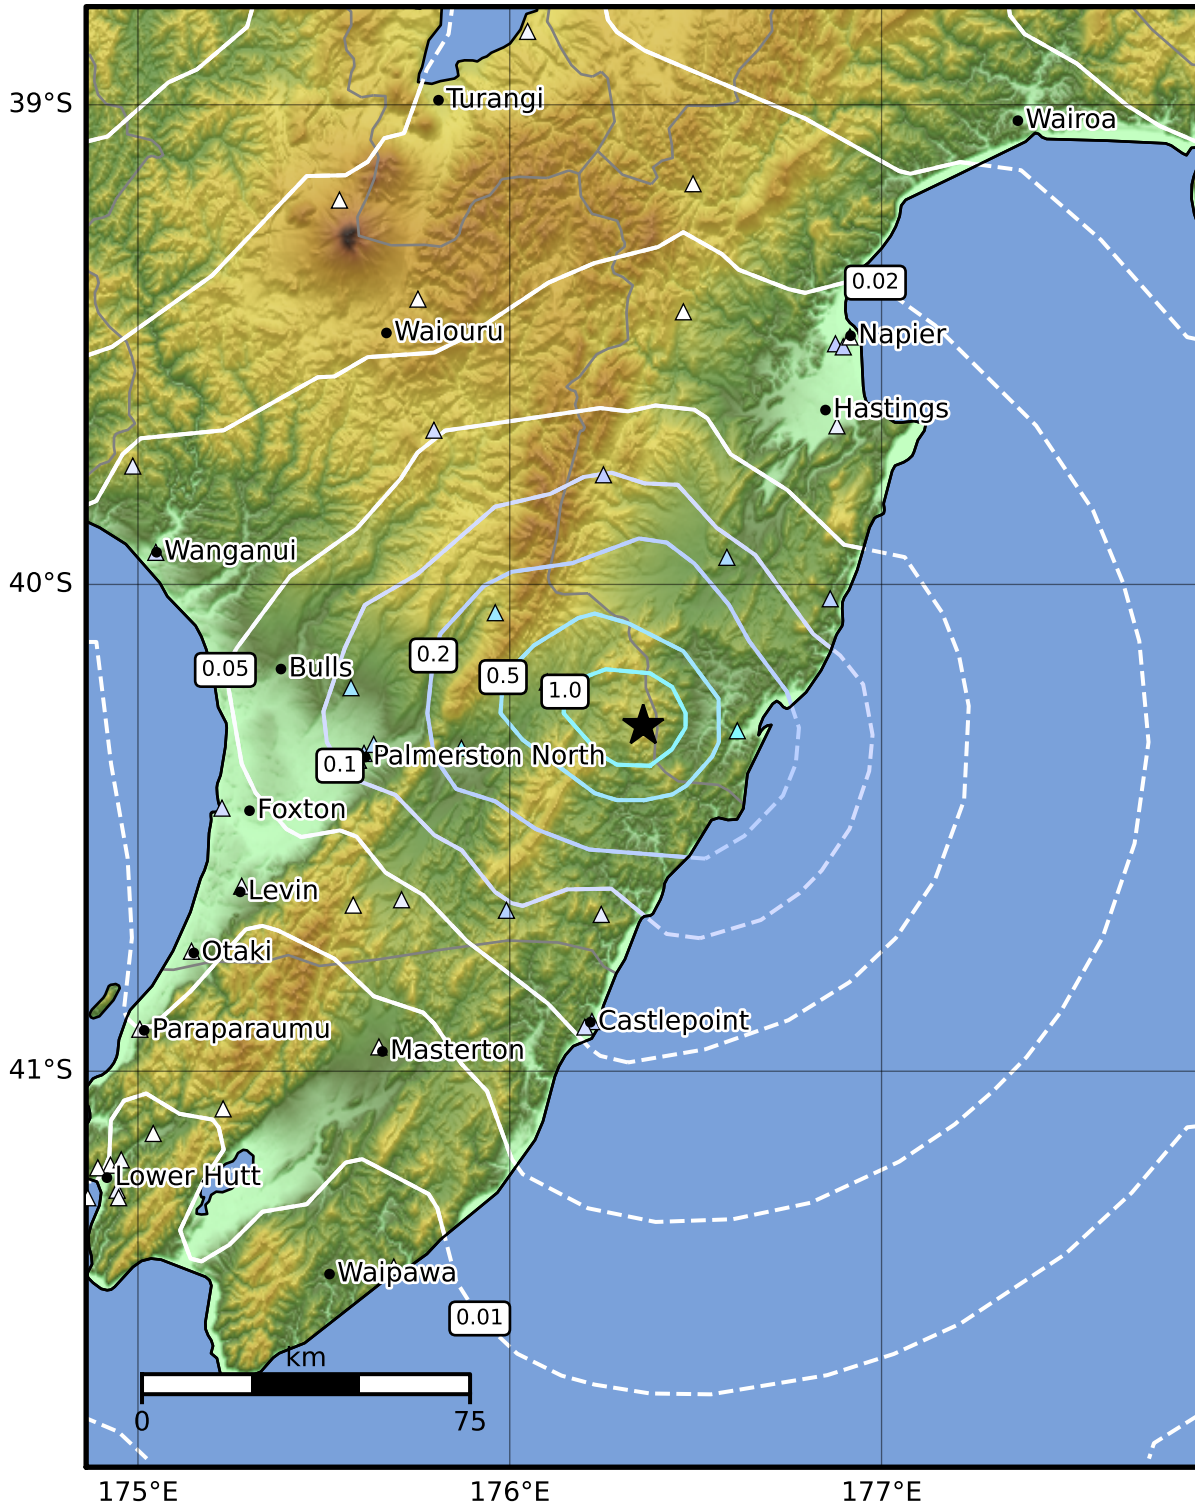 39°S
Turangi
Wairoa
0.02
Waiouru
Napier
Hastings
Wanganui
40°S
0.05
Bulls
0.2
0.5
1.0
0.1
Palmerston North
Foxton
Levin
Otaki
Castlepoint
Paraparaumu
Masterton
41°S
Lower Hutt
Waipawa
0.01
km
0
75
175°E
176°E
177°E